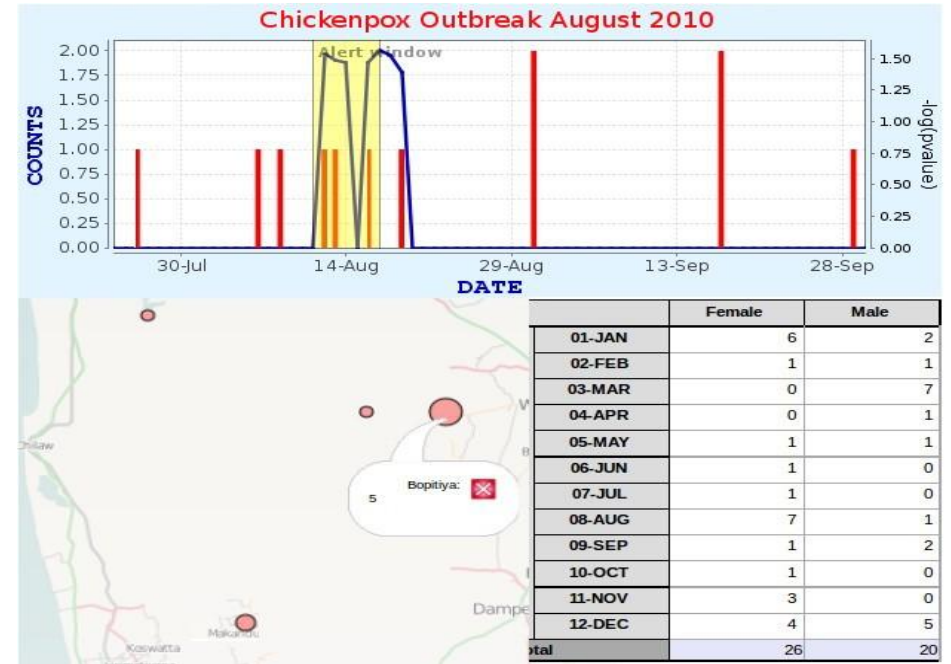 Chickenpox Outbreak August 2010
Alert window
COUNTS
2.00
1.75
1.50
1.25
1.00
0.75
0.50
0.25
0.00
1.50
1.25
1.00
0.75
0.50
0.25
0.00
-log(pvalue)
30-Jul 14-Aug 29-Aug 13-Sep 28-Sep
DATE
W
B
Bopitiya:
5
Dampe
Koswatta
Female Male
01-JAN 6 2
02-FEB 1 1
03-MAR 0 7
04-APR 0 1
05-MAY 1 1
06-JUN 1 0
07-JUL 1 0
08-AUG 7 1
09-SEP 1 2
10-OCT 1 0
11-NOV 3 0
12-DEC 4 5
otal 26 20